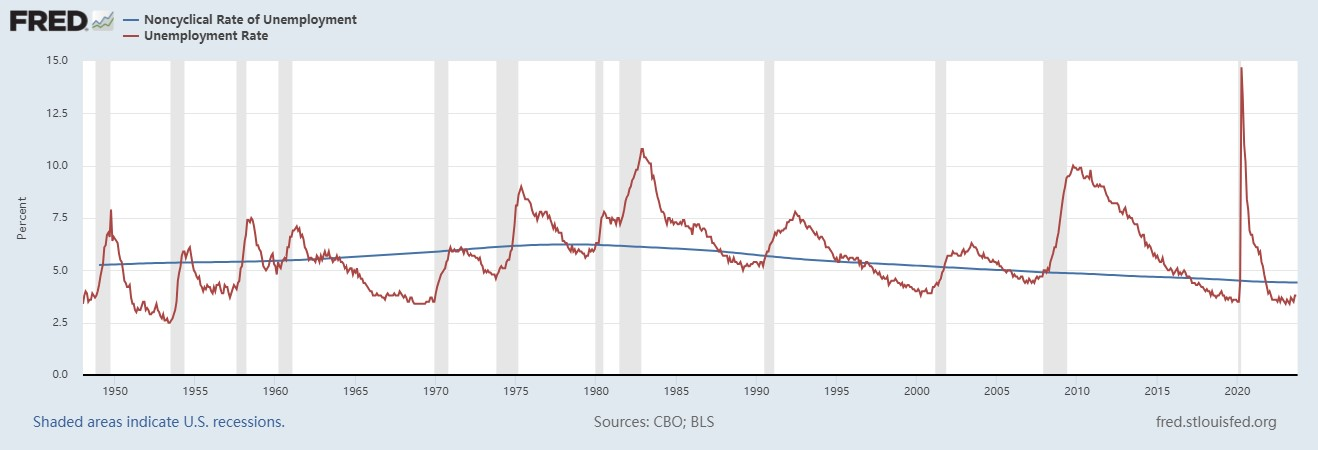 FRED
Noncyclical Rate of Unemployment
Unemployment Rate
Percent
15.0
12.5
10.0
7.5
5.0
2.5
0.0
1950 1955 1960 1965 1970 1975 1980 1985 1990 1995 2000 2005 2010 2015 2020
Shaded areas indicate U.S. recessions. Sources: CBO; BLS fred.stlouisfed.org